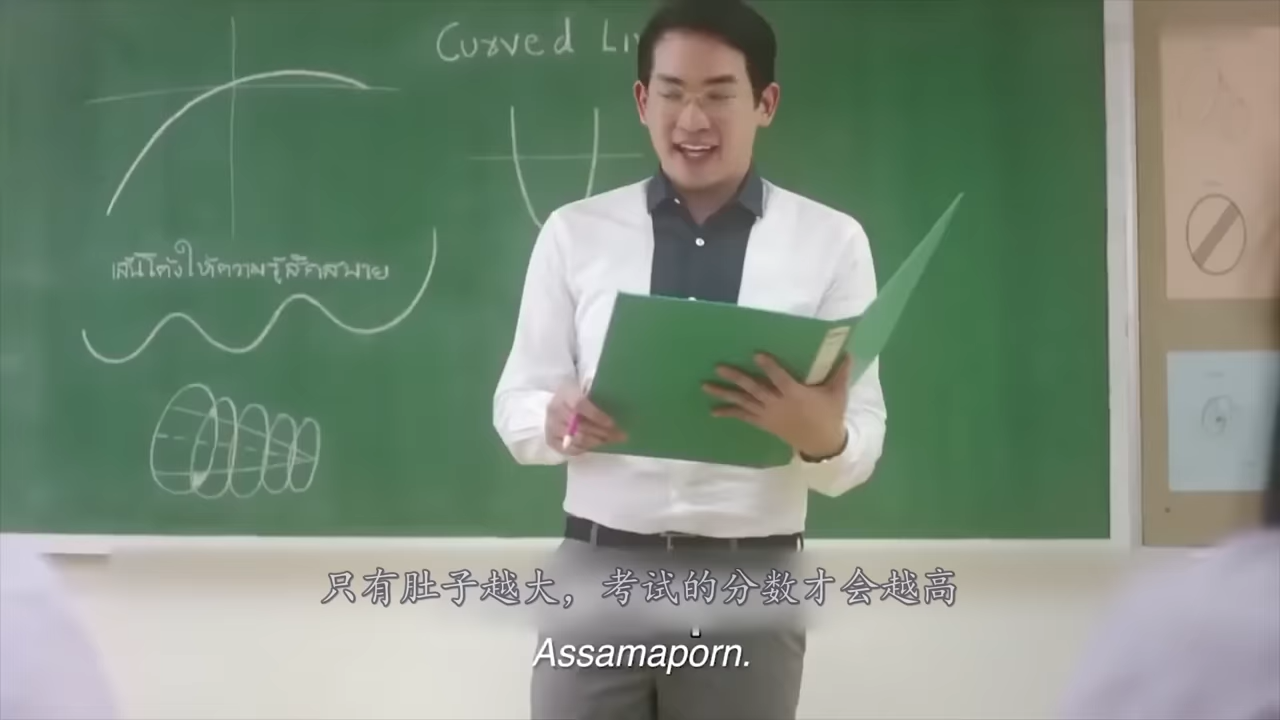 Curved Li
เส้นโค้งให้ความรู้สึกสบาย
只有肚子越大，考试的分数才会越高
Assamaporn.